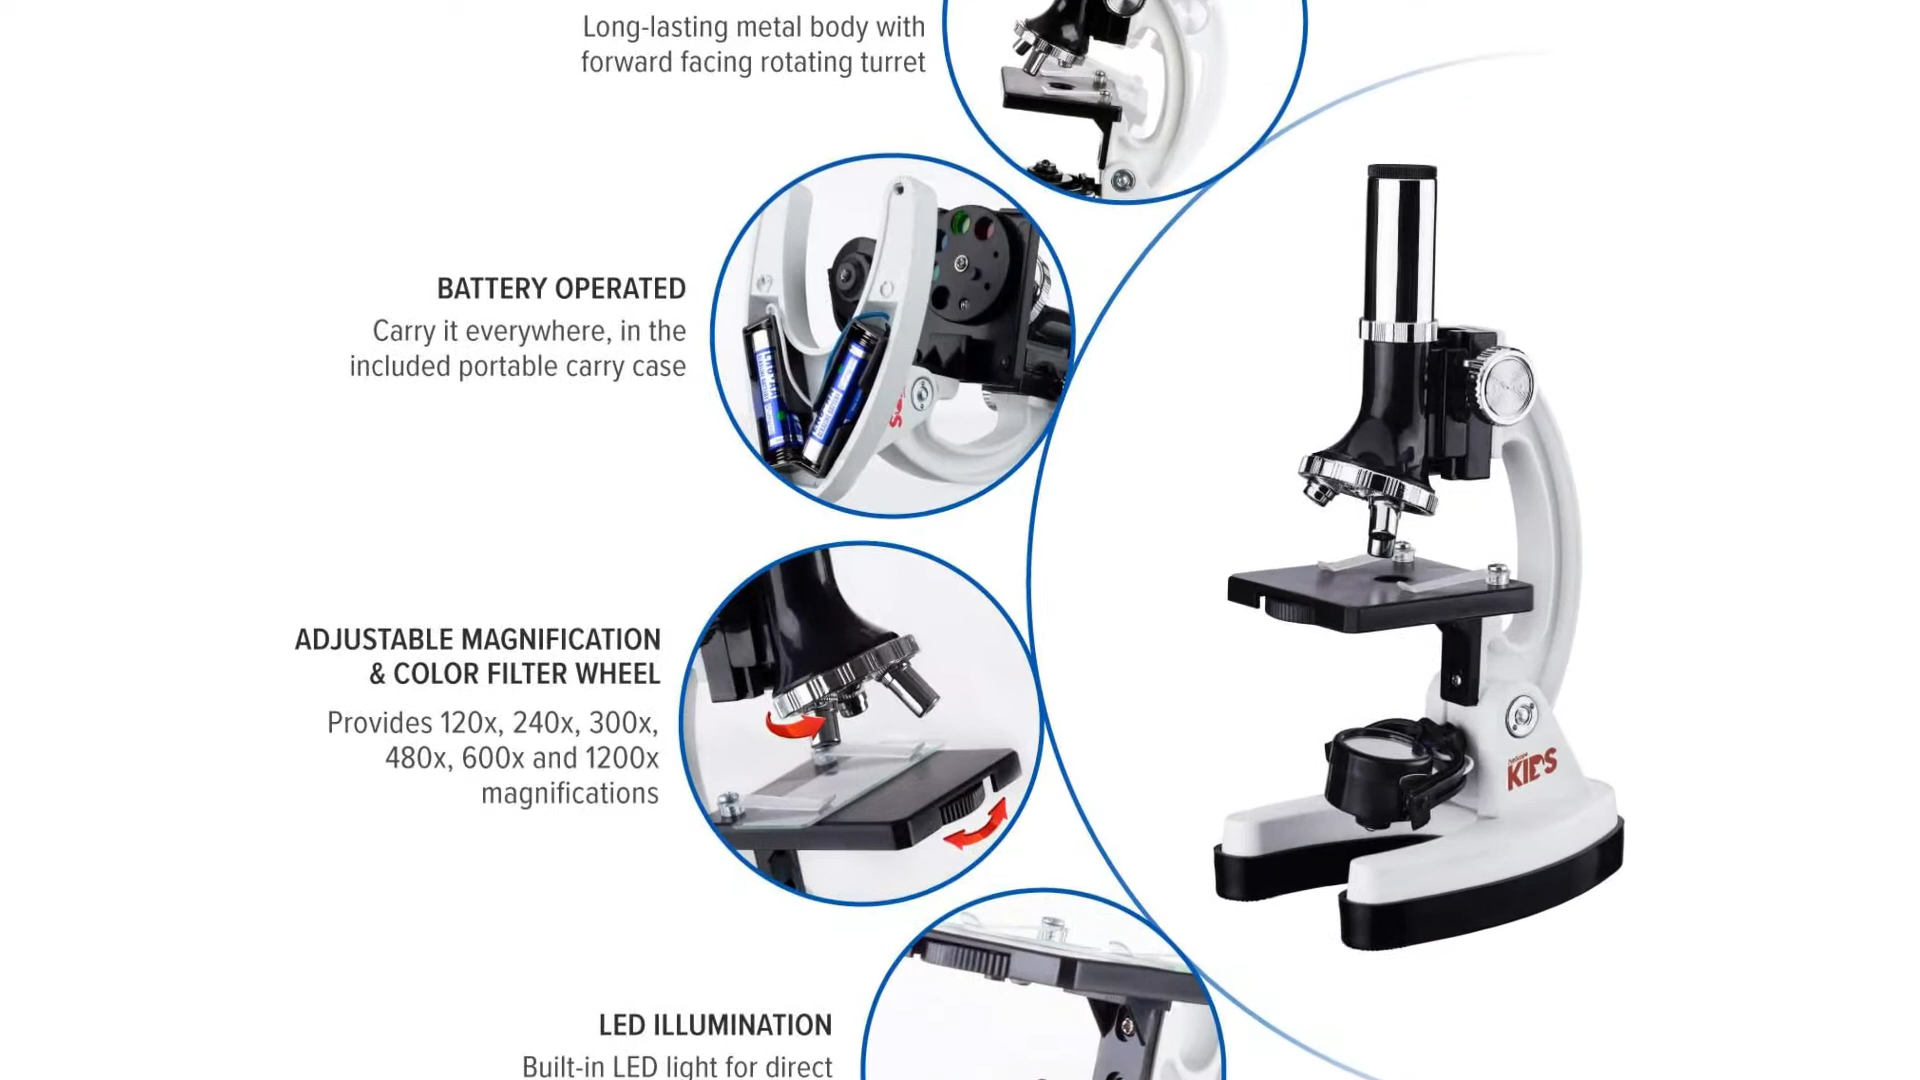 Long-lasting metal body with
forward facing rotating turret
BATTERY OPERATED
Carry it everywhere, in the
included portable carry case
ADJUSTABLE MAGNIFICATION
& COLOR FILTER WHEEL
Provides 120x, 240x, 300x,
480x, 600x and 1200x
magnifications
KIDS
LED ILLUMINATION
Built-in LED light for direct